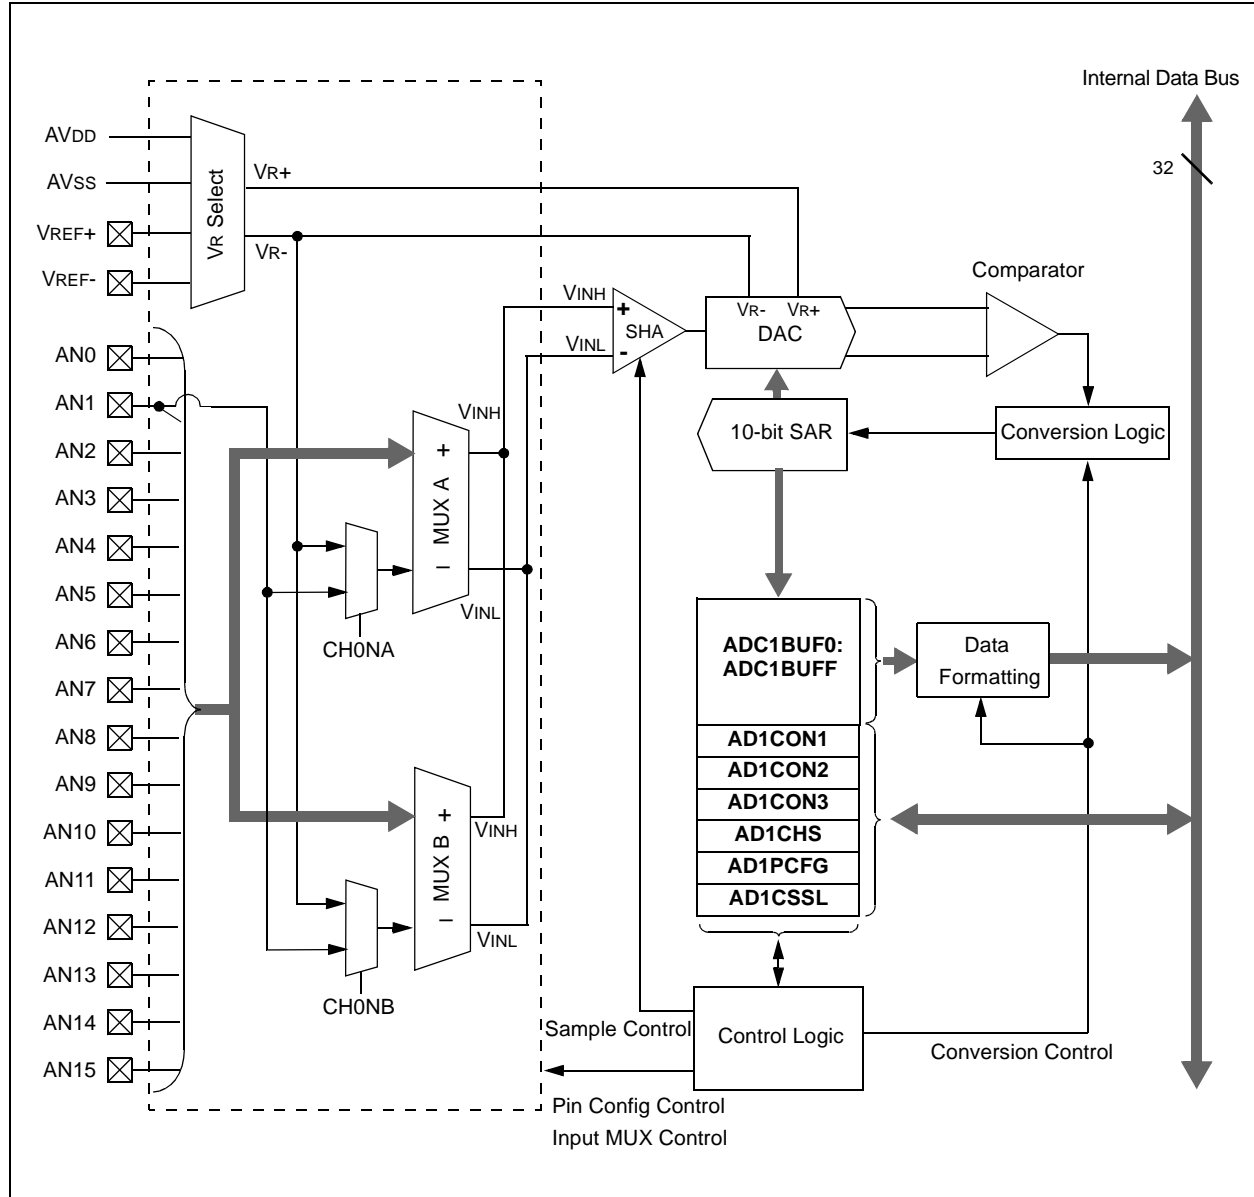 Internal Data Bus
32
AVDD
AVSS
VREF+
VREF-
VR Select
VR+
VR-
AN0
AN1
AN2
AN3
AN4
AN5
AN6
AN7
AN8
AN9
AN10
AN11
AN12
AN13
AN14
AN15
VINH
VINL
+
-
SHA
VR- VR+
DAC
Comparator
10-bit SAR
Conversion Logic
VINH
+
MUX A
–
VINL
CH0NA
+
MUX B
–
VINH
VINL
CH0NB
ADC1BUF0:
ADC1BUFF
Data
Formatting
AD1CON1
AD1CON2
AD1CON3
AD1CHS
AD1PCFG
AD1CSSL
Sample Control
Control Logic
Conversion Control
Pin Config Control
Input MUX Control